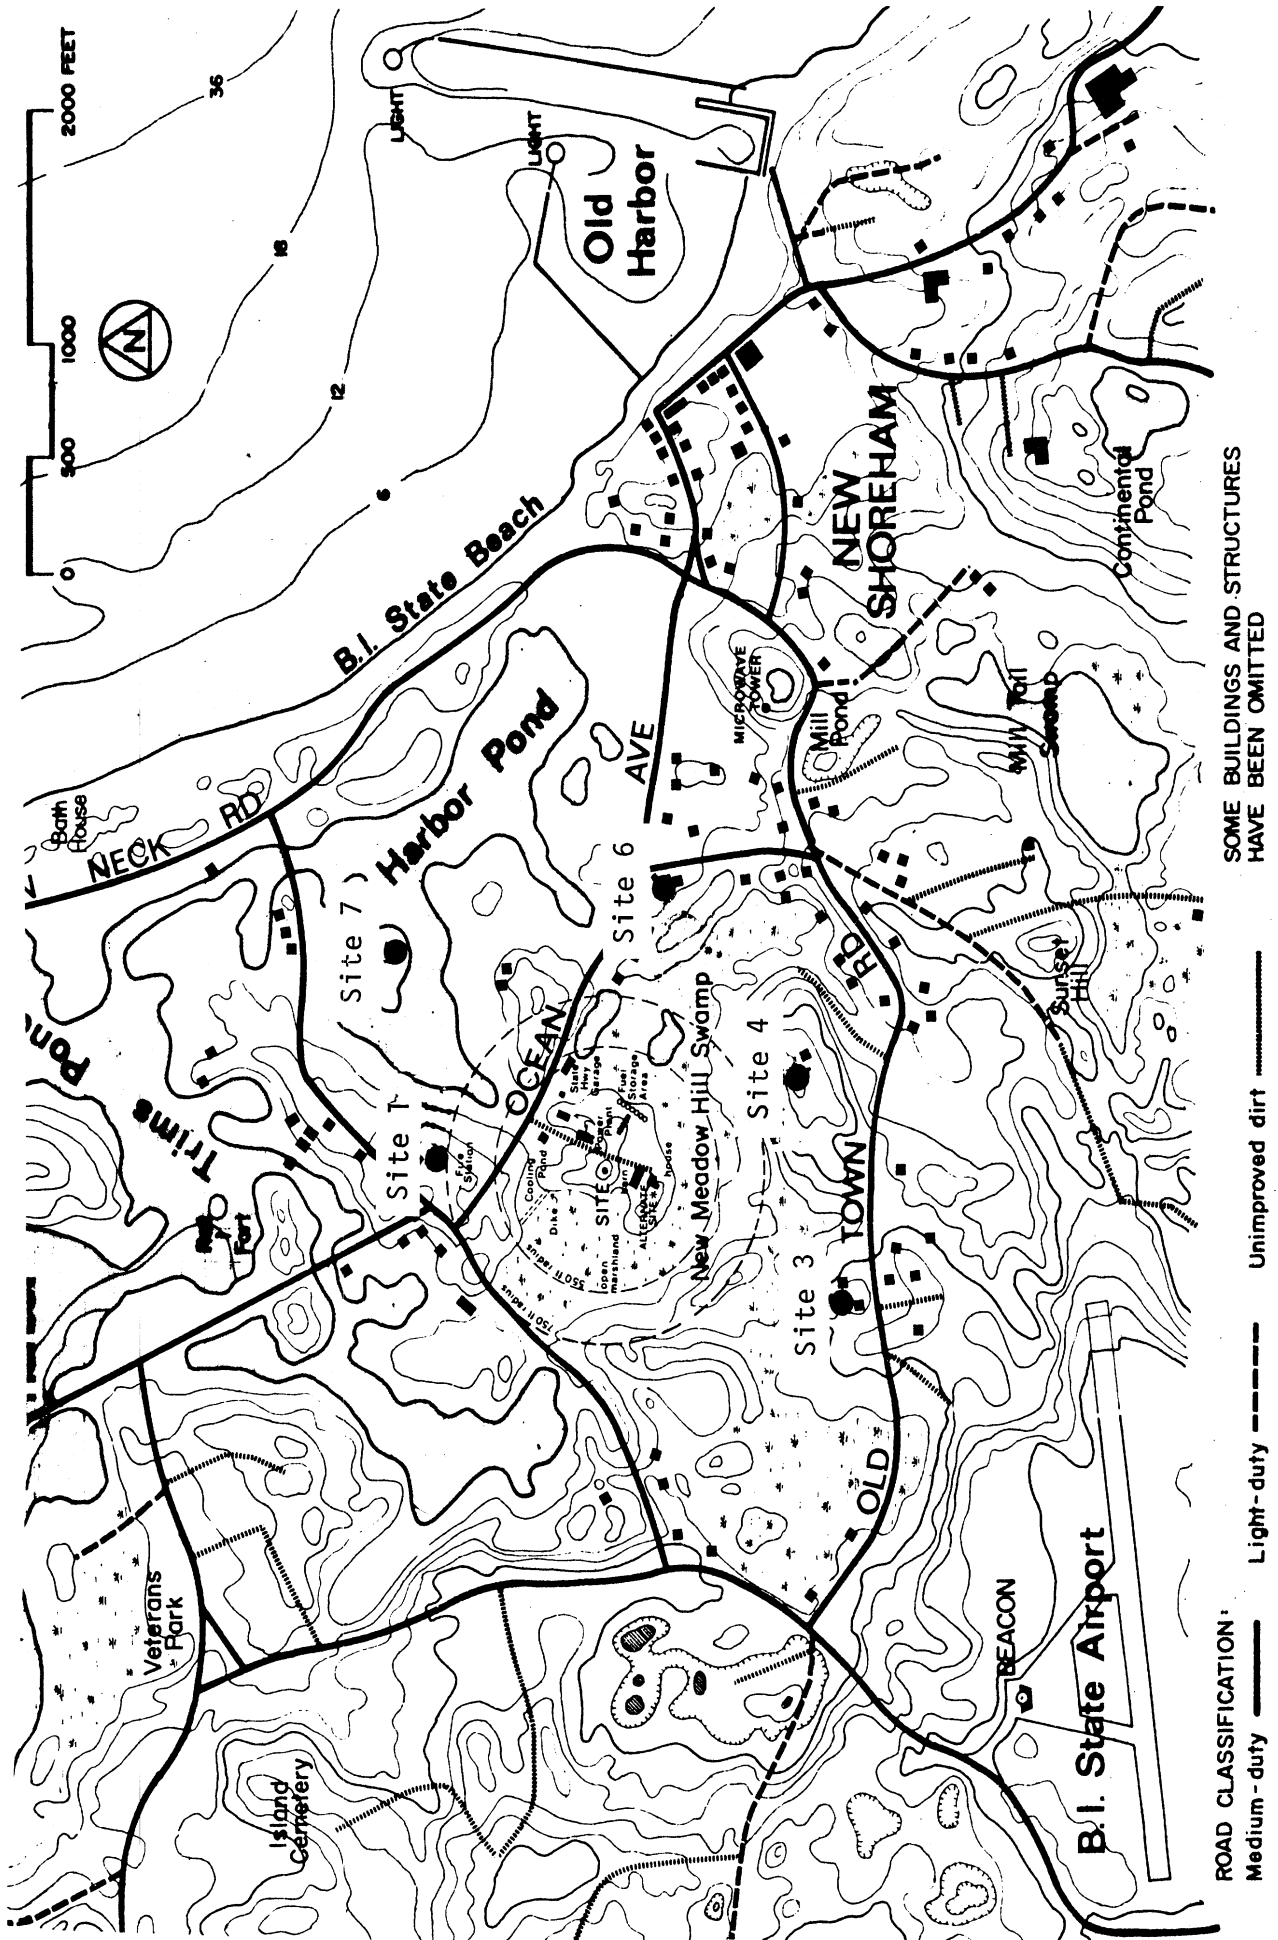 0
500
1000
2000 FEET
N
36
18
12
6
LIGHT
LIGHT
Old
Harbor
B.I. State Beach
Bath
House
NECK RD
Harbor Pond
Trims
Pond
Fort
Veterans
Park
Island
Cemetery
Site 7
Site 1
Site 6
Site 4
Site 3
OCEAN
AVE
State
Hwy
Garage
Fuel
Storage
Area
Power
Plant
Fire
Station
Cooling
Pond
Dike
SITE
Barn
house
ALTERNATE
SITE
open
marshland
550 ft radius
750 ft radius
New Meadow Hill Swamp
MICROWAVE
TOWER
Mill
Pond
NEW
SHOREHAM
Continental
Pond
Min Tail
Swamp
Sunset
Hill
OLD
TOWN
RD
BEACON
B.I. State Airport
SOME BUILDINGS AND STRUCTURES
HAVE BEEN OMITTED
ROAD CLASSIFICATION:
Medium-duty
Light-duty
Unimproved dirt